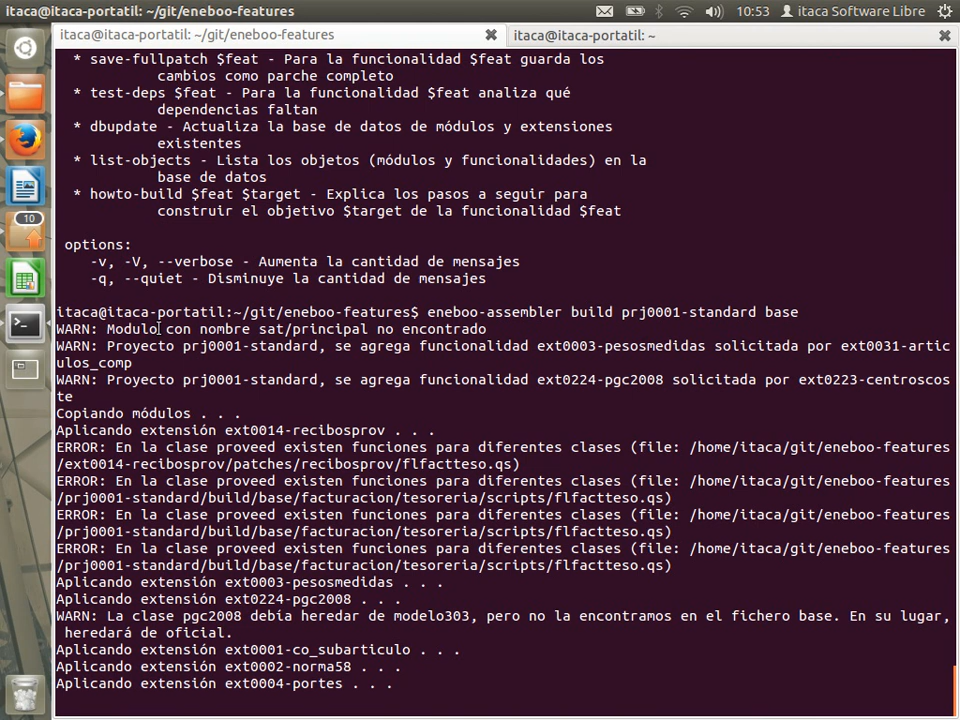 itaca@itaca-portatil: ~/git/eneboo-features
10:53
itaca Software Libre
itaca@itaca-portatil: ~/git/eneboo-features
itaca@itaca-portatil: ~
* save-fullpatch $feat - Para la funcionalidad $feat guarda los
cambios como parche completo
* test-deps $feat - Para la funcionalidad $feat analiza qué
dependencias faltan
* dbupdate - Actualiza la base de datos de módulos y extensiones
existentes
* list-objects - Lista los objetos (módulos y funcionalidades) en la
base de datos
* howto-build $feat $target - Explica los pasos a seguir para
construir el objetivo $target de la funcionalidad $feat
options:
-v, -V, --verbose - Aumenta la cantidad de mensajes
-q, --quiet - Disminuye la cantidad de mensajes
itaca@itaca-portatil:~/git/eneboo-features$ eneboo-assembler build prj0001-standard base
WARN: Modulo con nombre sat/principal no encontrado
WARN: Proyecto prj0001-standard, se agrega funcionalidad ext0003-pesosmedidas solicitada por ext0031-artic
ulos_comp
WARN: Proyecto prj0001-standard, se agrega funcionalidad ext0224-pgc2008 solicitada por ext0223-centroscos
te
Copiando módulos . . .
Aplicando extensión ext0014-recibosprov . . .
ERROR: En la clase proveed existen funciones para diferentes clases (file: /home/itaca/git/eneboo-features
/ext0014-recibosprov/patches/recibosprov/flfactteso.qs)
ERROR: En la clase proveed existen funciones para diferentes clases (file: /home/itaca/git/eneboo-features
/prj0001-standard/build/base/facturacion/tesoreria/scripts/flfactteso.qs)
ERROR: En la clase proveed existen funciones para diferentes clases (file: /home/itaca/git/eneboo-features
/prj0001-standard/build/base/facturacion/tesoreria/scripts/flfactteso.qs)
ERROR: En la clase proveed existen funciones para diferentes clases (file: /home/itaca/git/eneboo-features
/prj0001-standard/build/base/facturacion/tesoreria/scripts/flfactteso.qs)
Aplicando extensión ext0003-pesosmedidas . . .
Aplicando extensión ext0224-pgc2008 . . .
WARN: La clase pgc2008 debía heredar de modelo303, pero no la encontramos en el fichero base. En su lugar,
heredará de oficial.
Aplicando extensión ext0001-co_subarticulo . . .
Aplicando extensión ext0002-norma58 . . .
Aplicando extensión ext0004-portes . . .
10